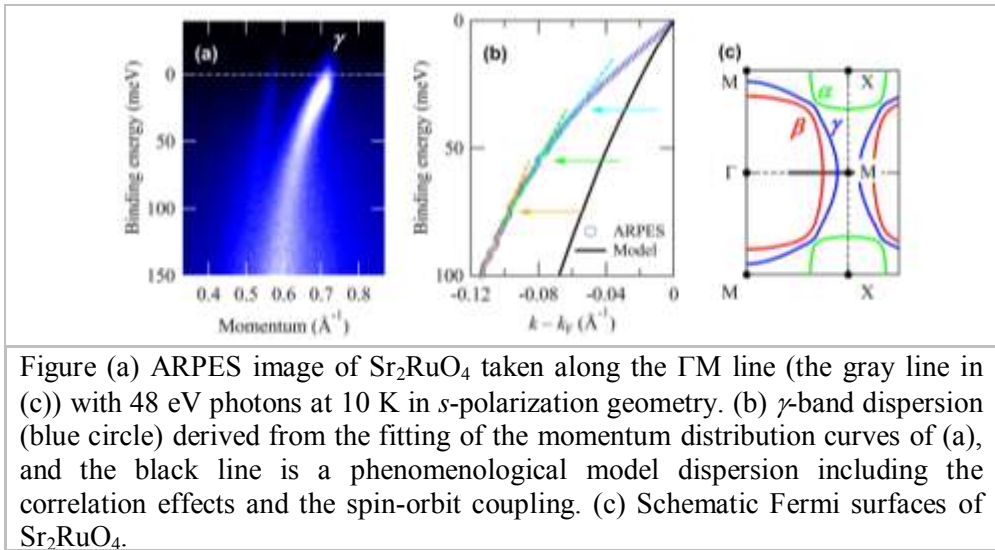 (a)
γ
Binding energy (meV)
0
50
100
150
0.4 0.5 0.6 0.7 0.8
Momentum (Å⁻¹)
(b)
Binding energy (meV)
0
50
100
ARPES
Model
-0.12 -0.08 -0.04 0
k – k_F (Å⁻¹)
(c)
M X
α
β γ
Γ M
M X
Figure (a) ARPES image of Sr₂RuO₄ taken along the ΓM line (the gray line in
(c)) with 48 eV photons at 10 K in s-polarization geometry. (b) γ-band dispersion
(blue circle) derived from the fitting of the momentum distribution curves of (a),
and the black line is a phenomenological model dispersion including the
correlation effects and the spin-orbit coupling. (c) Schematic Fermi surfaces of
Sr₂RuO₄.